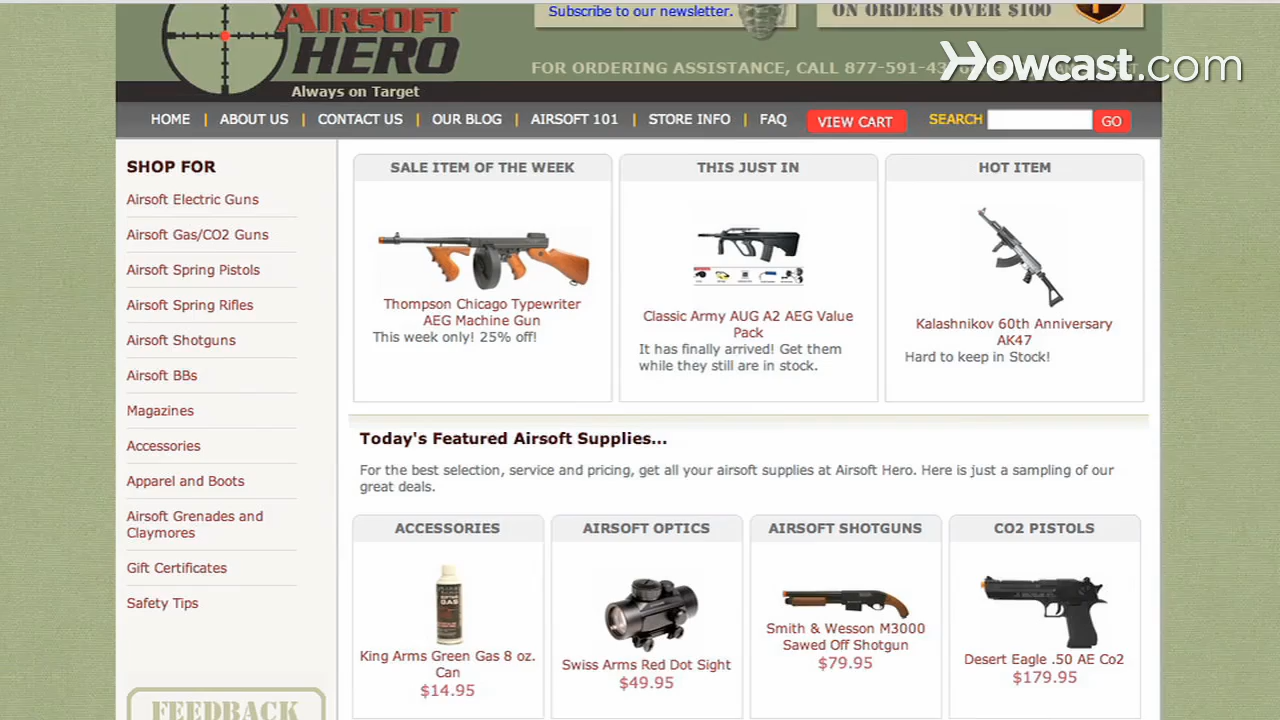 AIRSOFT
HERO
Always on Target
Subscribe to our newsletter.
ON ORDERS OVER $100
FOR ORDERING ASSISTANCE, CALL 877-591-4
Howcast.com
HOME | ABOUT US | CONTACT US | OUR BLOG | AIRSOFT 101 | STORE INFO | FAQ VIEW CART SEARCH GO
SHOP FOR
Airsoft Electric Guns
Airsoft Gas/CO2 Guns
Airsoft Spring Pistols
Airsoft Spring Rifles
Airsoft Shotguns
Airsoft BBs
Magazines
Accessories
Apparel and Boots
Airsoft Grenades and
Claymores
Gift Certificates
Safety Tips
FEEDBACK
SALE ITEM OF THE WEEK
Thompson Chicago Typewriter
AEG Machine Gun
This week only! 25% off!
THIS JUST IN
Classic Army AUG A2 AEG Value
Pack
It has finally arrived! Get them
while they still are in stock.
HOT ITEM
Kalashnikov 60th Anniversary
AK47
Hard to keep in Stock!
Today's Featured Airsoft Supplies...
For the best selection, service and pricing, get all your airsoft supplies at Airsoft Hero. Here is just a sampling of our
great deals.
ACCESSORIES
King Arms Green Gas 8 oz.
Can
$14.95
AIRSOFT OPTICS
Swiss Arms Red Dot Sight
$49.95
AIRSOFT SHOTGUNS
Smith & Wesson M3000
Sawed Off Shotgun
$79.95
CO2 PISTOLS
Desert Eagle .50 AE Co2
$179.95